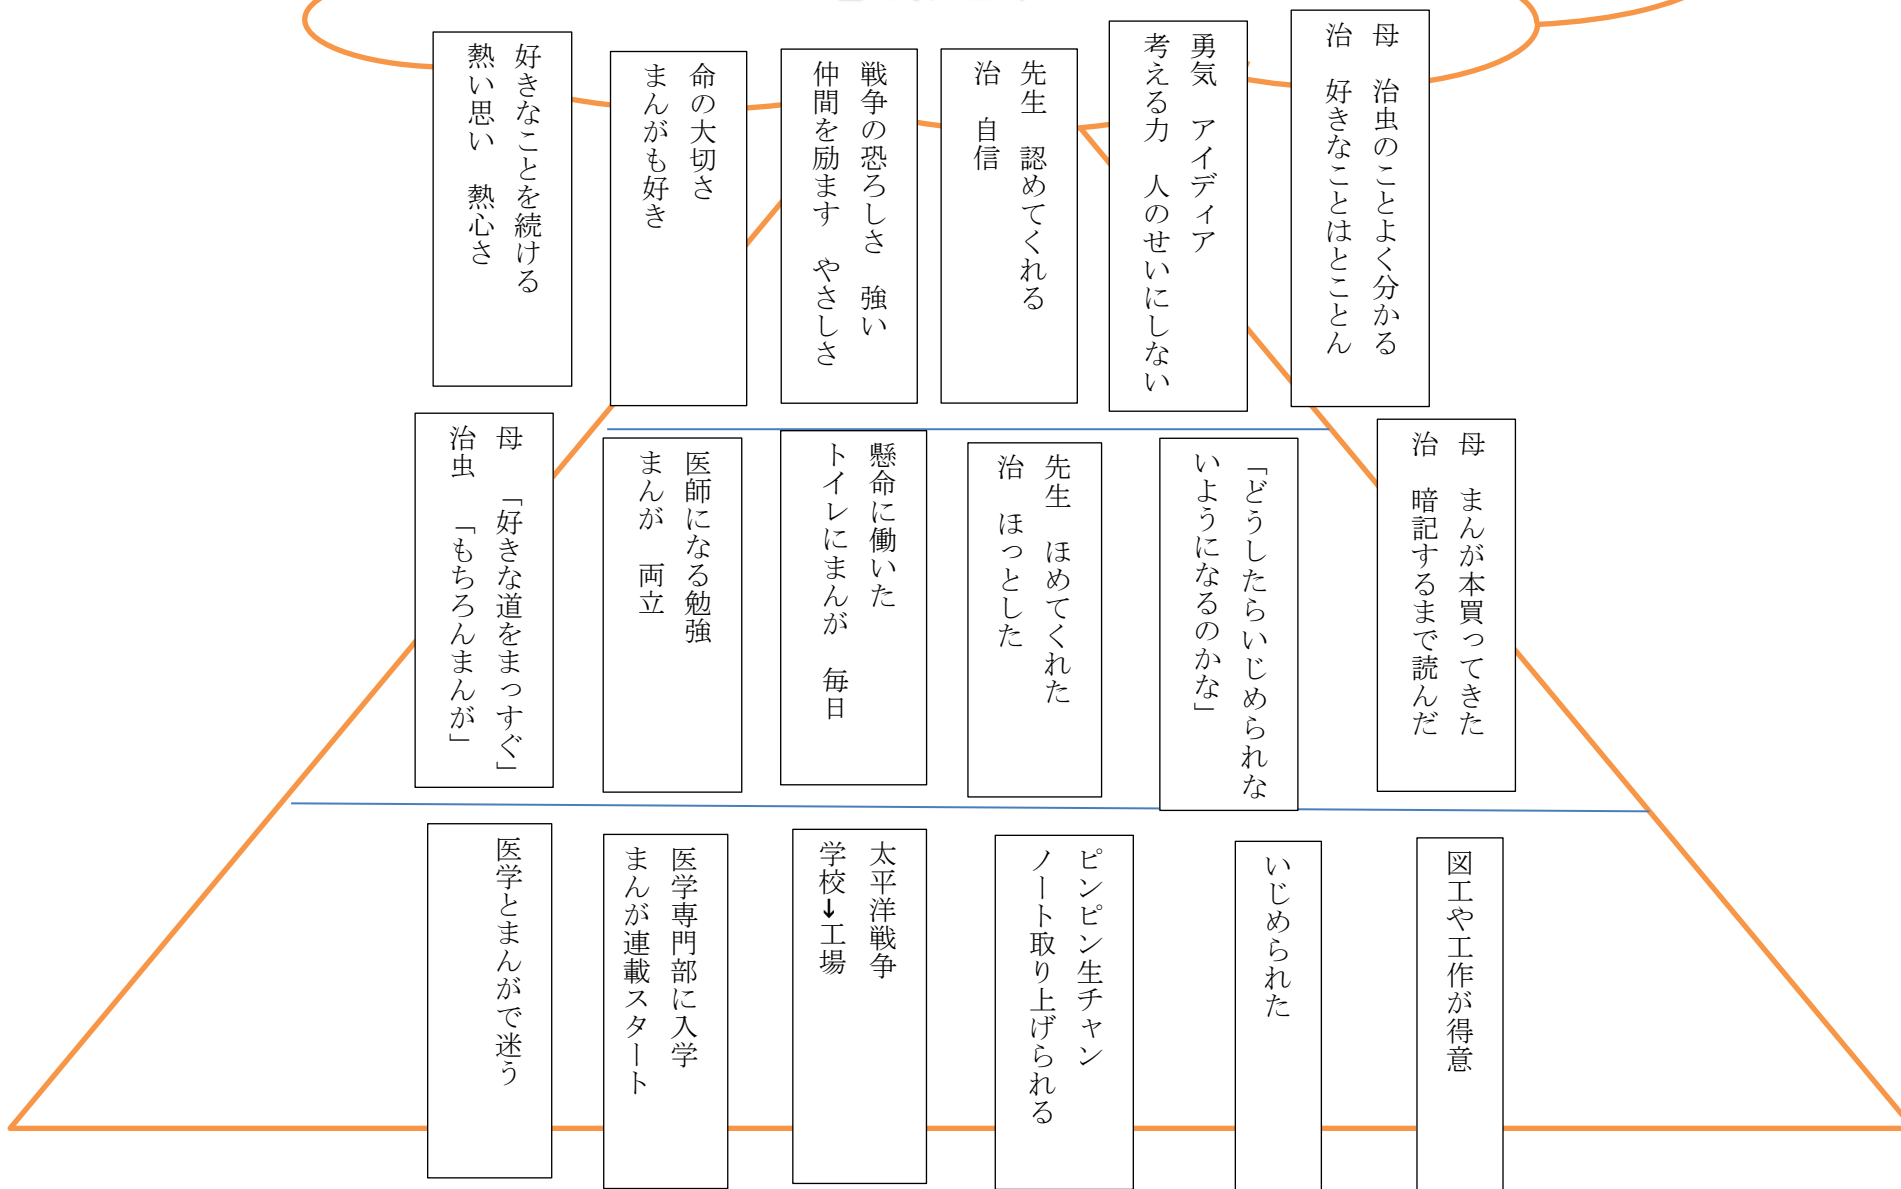 母　治虫のことよく分かる
治　好きなことはとことん
勇気　アイディア
考える力　人のせいにしない
先生　認めてくれる
治　自信
戦争の恐ろしさ　強い
仲間を励ます　やさしさ
命の大切さ
まんがも好き
好きなことを続ける
熱い思い　熱心さ
母　まんが本買ってきた
治　暗記するまで読んだ
「どうしたらいじめられな
いようになるのかな」
先生　ほめてくれた
治　ほっとした
懸命に働いた
トイレにまんが　毎日
医師になる勉強
まんが　両立
母　「好きな道をまっすぐ」
治虫　「もちろんまんが」
図工や工作が得意
いじめられた
ピンピン生チャン
ノート取り上げられる
太平洋戦争
学校→工場
医学専門部に入学
まんが連載スタート
医学とまんがで迷う